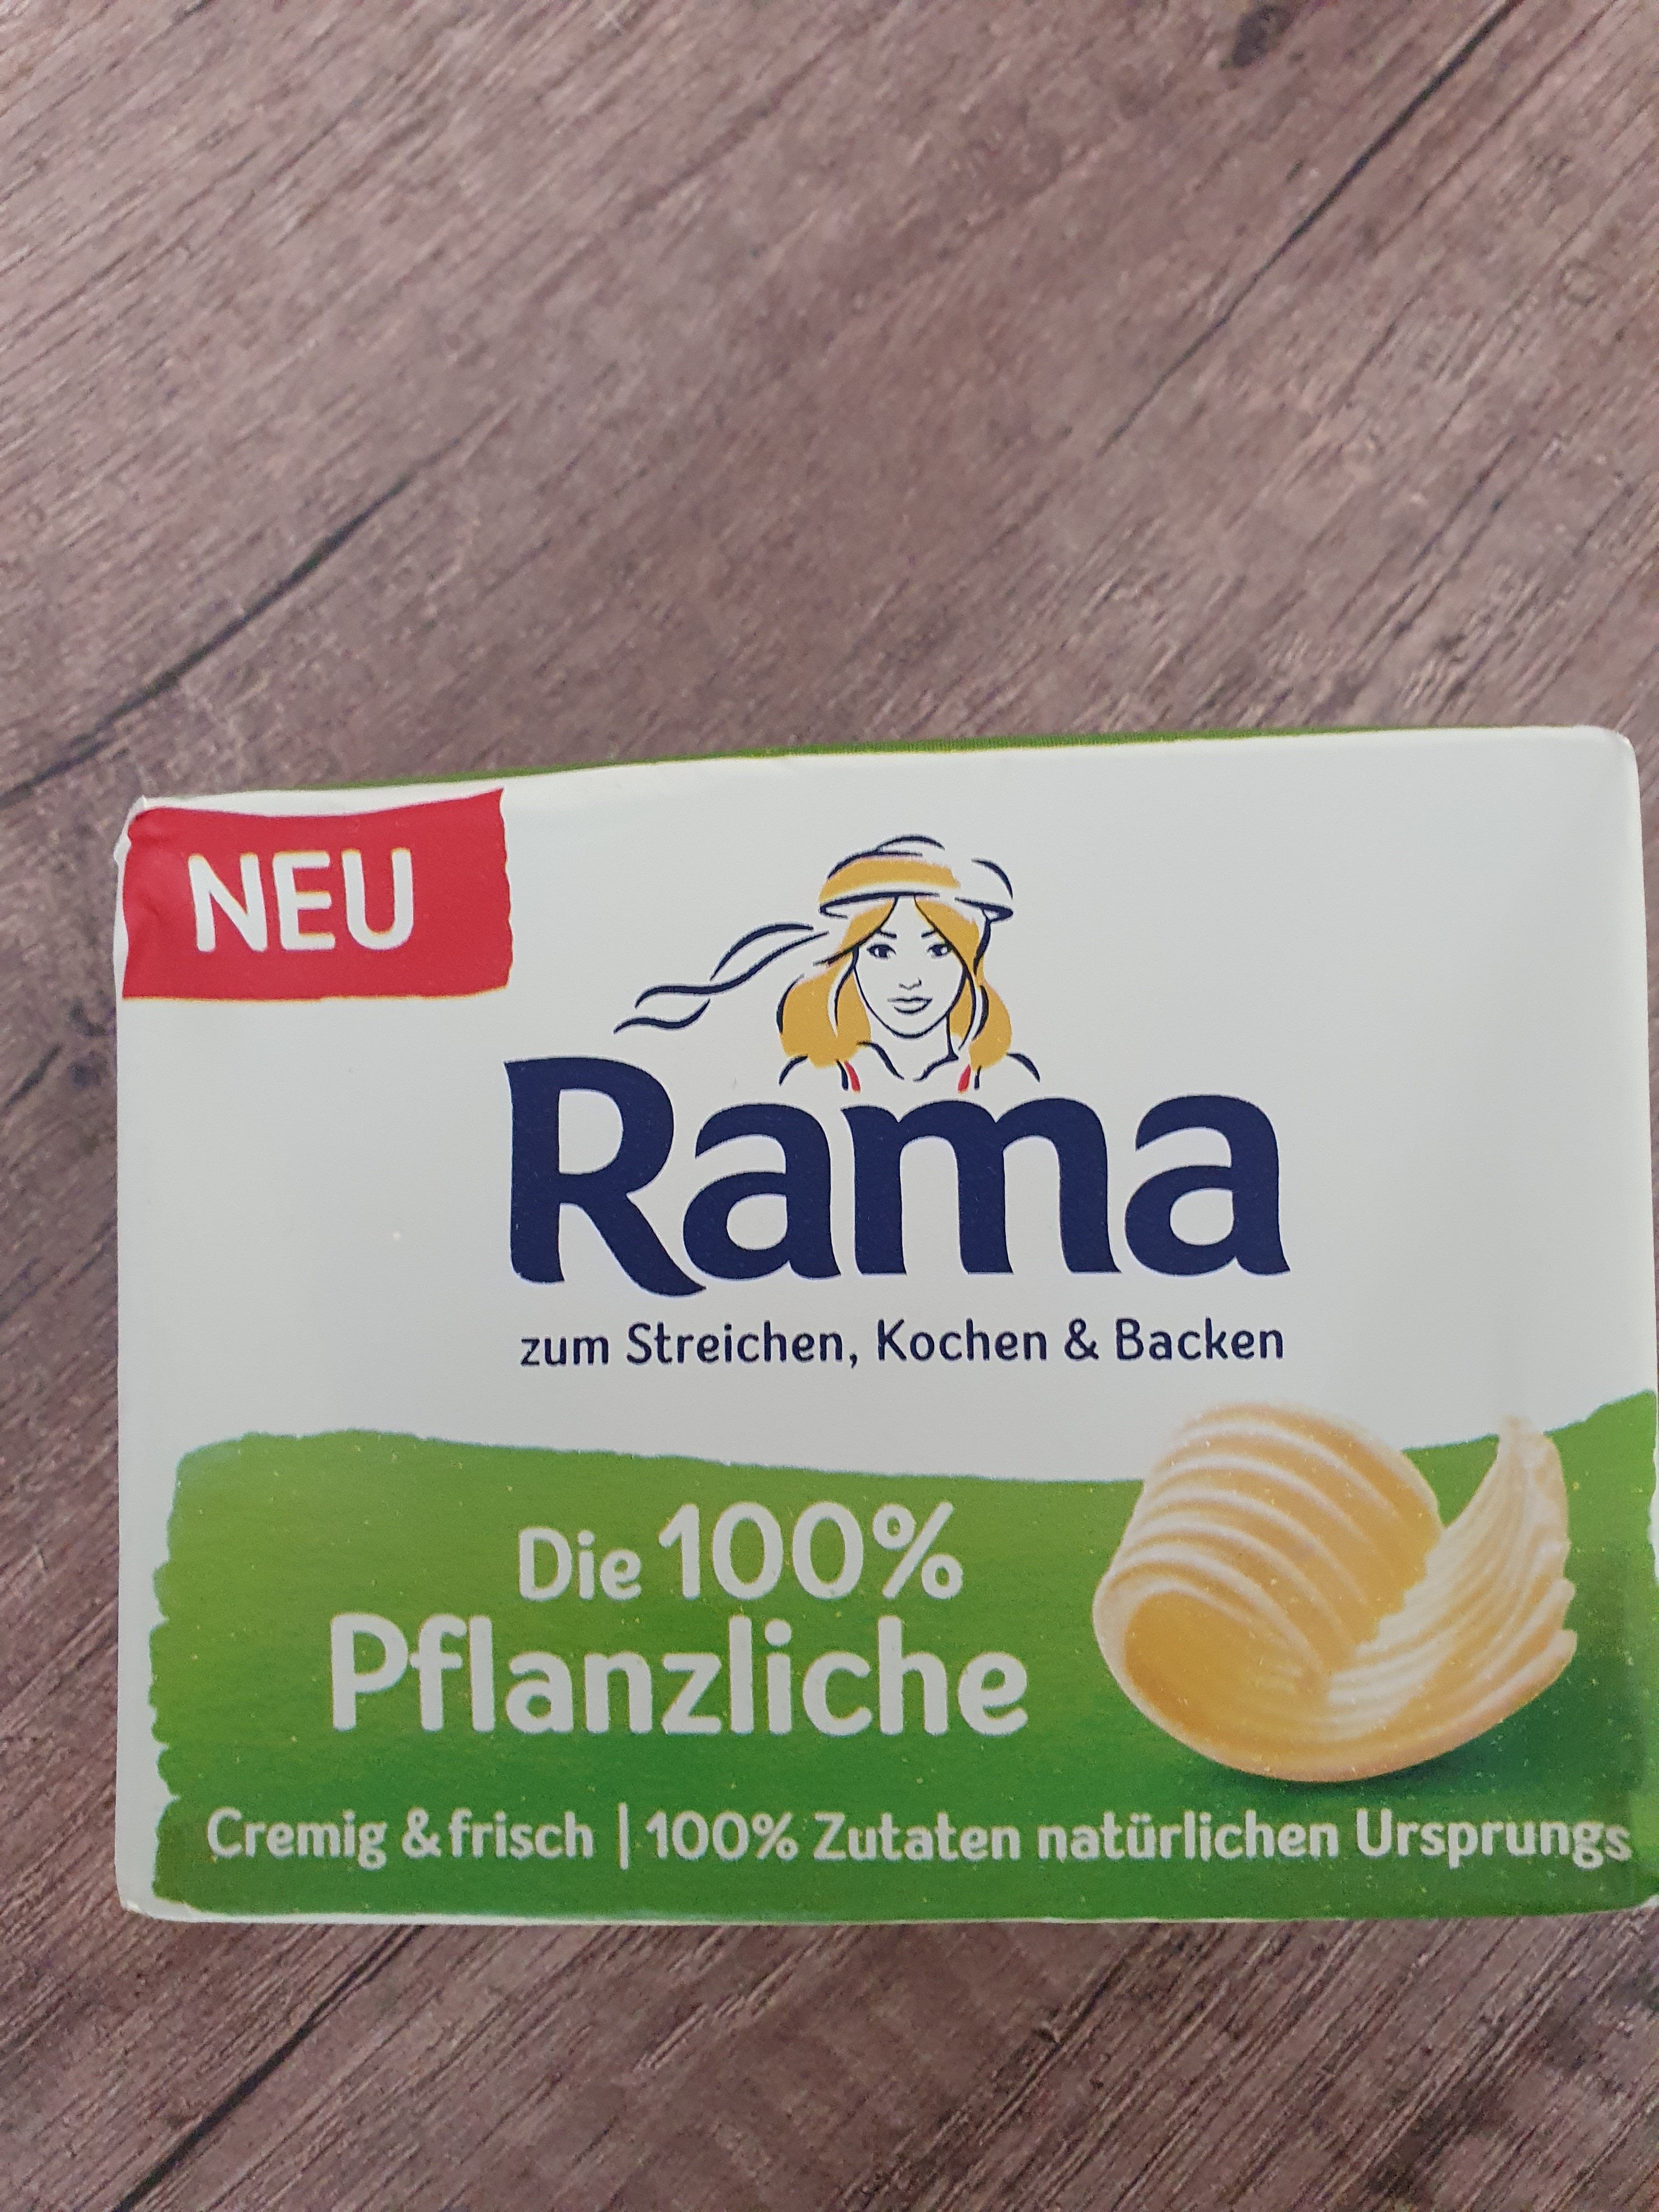 NEU
Rama
zum Streichen, Kochen & Backen
Die 100%
Pflanzliche
Cremig & frisch | 100% Zutaten natürlichen Ursprungs